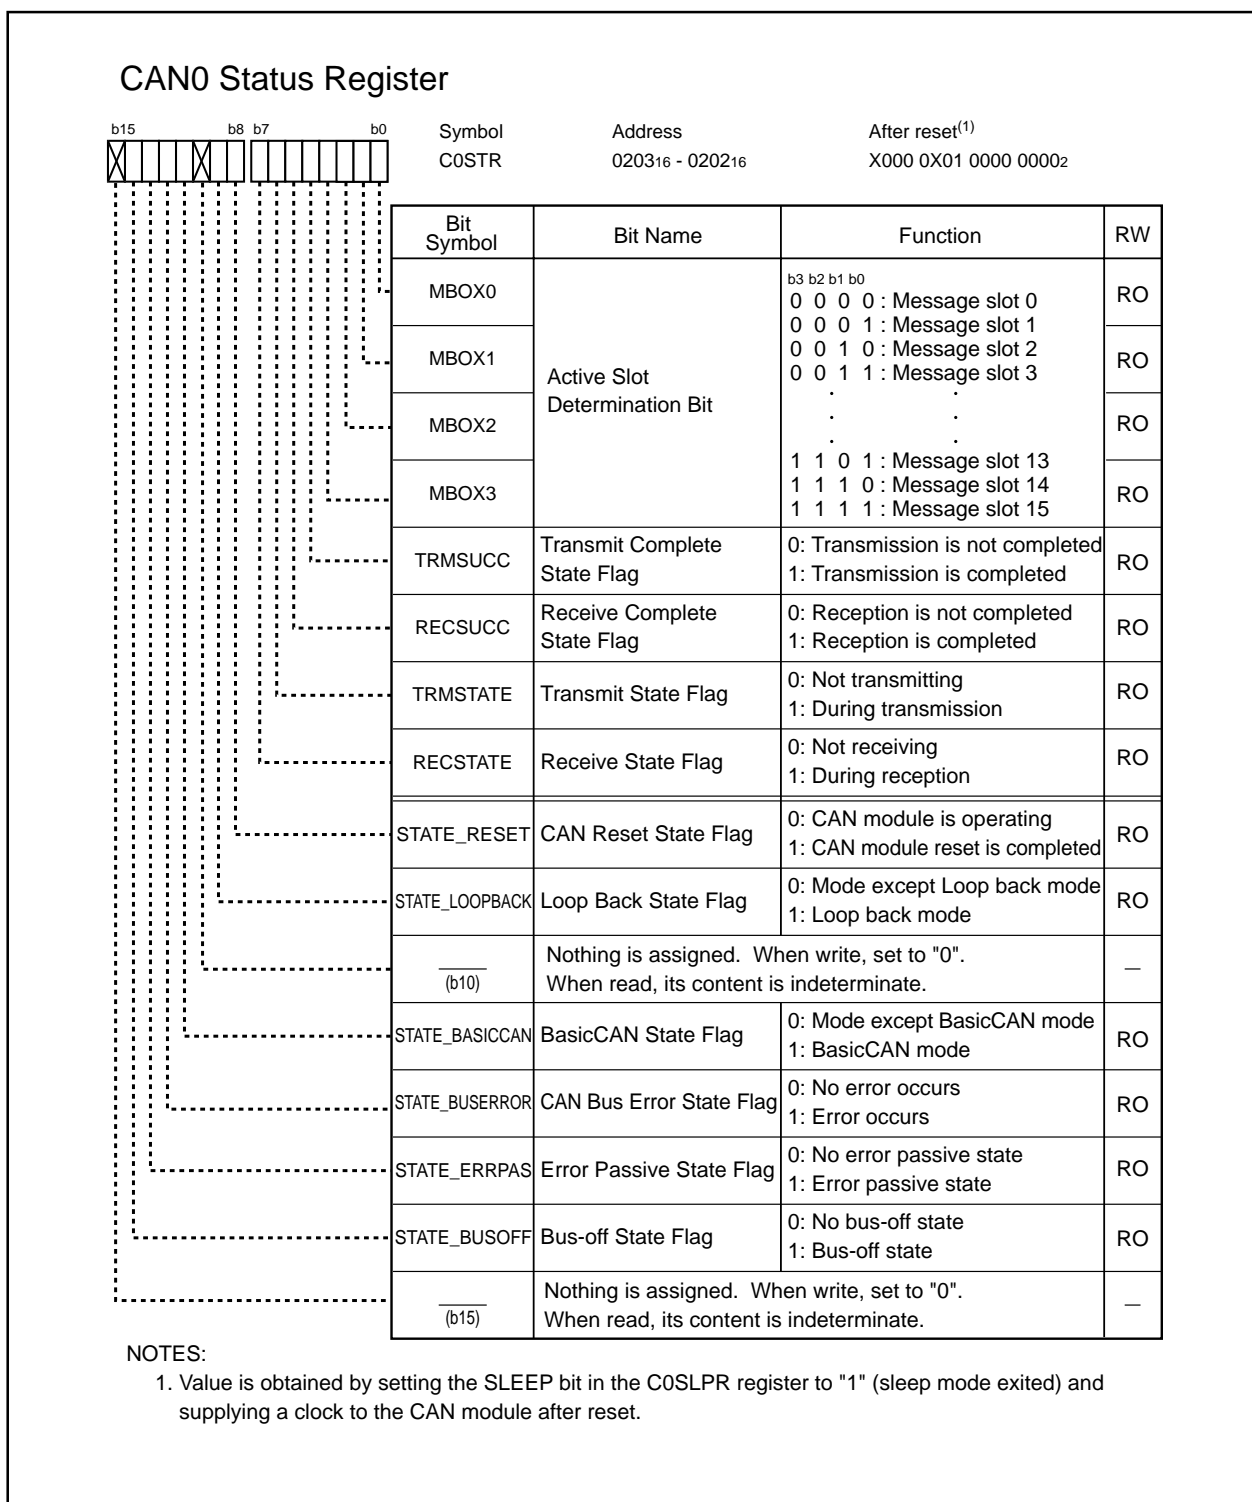 CAN0 Status Register
b15 b8 b7 b0
Symbol Address After reset(1)
C0STR 020316 - 020216 X000 0X01 0000 00002
Bit Symbol Bit Name Function RW
MBOX0
MBOX1
MBOX2
MBOX3
Active Slot
Determination Bit
b3 b2 b1 b0
0 0 0 0 : Message slot 0
0 0 0 1 : Message slot 1
0 0 1 0 : Message slot 2
0 0 1 1 : Message slot 3
. .
. .
. .
1 1 0 1 : Message slot 13
1 1 1 0 : Message slot 14
1 1 1 1 : Message slot 15
RO
RO
RO
RO
TRMSUCC
Transmit Complete
State Flag
0: Transmission is not completed
1: Transmission is completed
RO
RECSUCC
Receive Complete
State Flag
0: Reception is not completed
1: Reception is completed
RO
TRMSTATE
Transmit State Flag
0: Not transmitting
1: During transmission
RO
RECSTATE
Receive State Flag
0: Not receiving
1: During reception
RO
STATE_RESET
CAN Reset State Flag
0: CAN module is operating
1: CAN module reset is completed
RO
STATE_LOOPBACK
Loop Back State Flag
0: Mode except Loop back mode
1: Loop back mode
RO
(b10)
Nothing is assigned. When write, set to "0".
When read, its content is indeterminate.
—
STATE_BASICCAN
BasicCAN State Flag
0: Mode except BasicCAN mode
1: BasicCAN mode
RO
STATE_BUSERROR
CAN Bus Error State Flag
0: No error occurs
1: Error occurs
RO
STATE_ERRPAS
Error Passive State Flag
0: No error passive state
1: Error passive state
RO
STATE_BUSOFF
Bus-off State Flag
0: No bus-off state
1: Bus-off state
RO
(b15)
Nothing is assigned. When write, set to "0".
When read, its content is indeterminate.
—
NOTES:
1. Value is obtained by setting the SLEEP bit in the C0SLPR register to "1" (sleep mode exited) and
supplying a clock to the CAN module after reset.